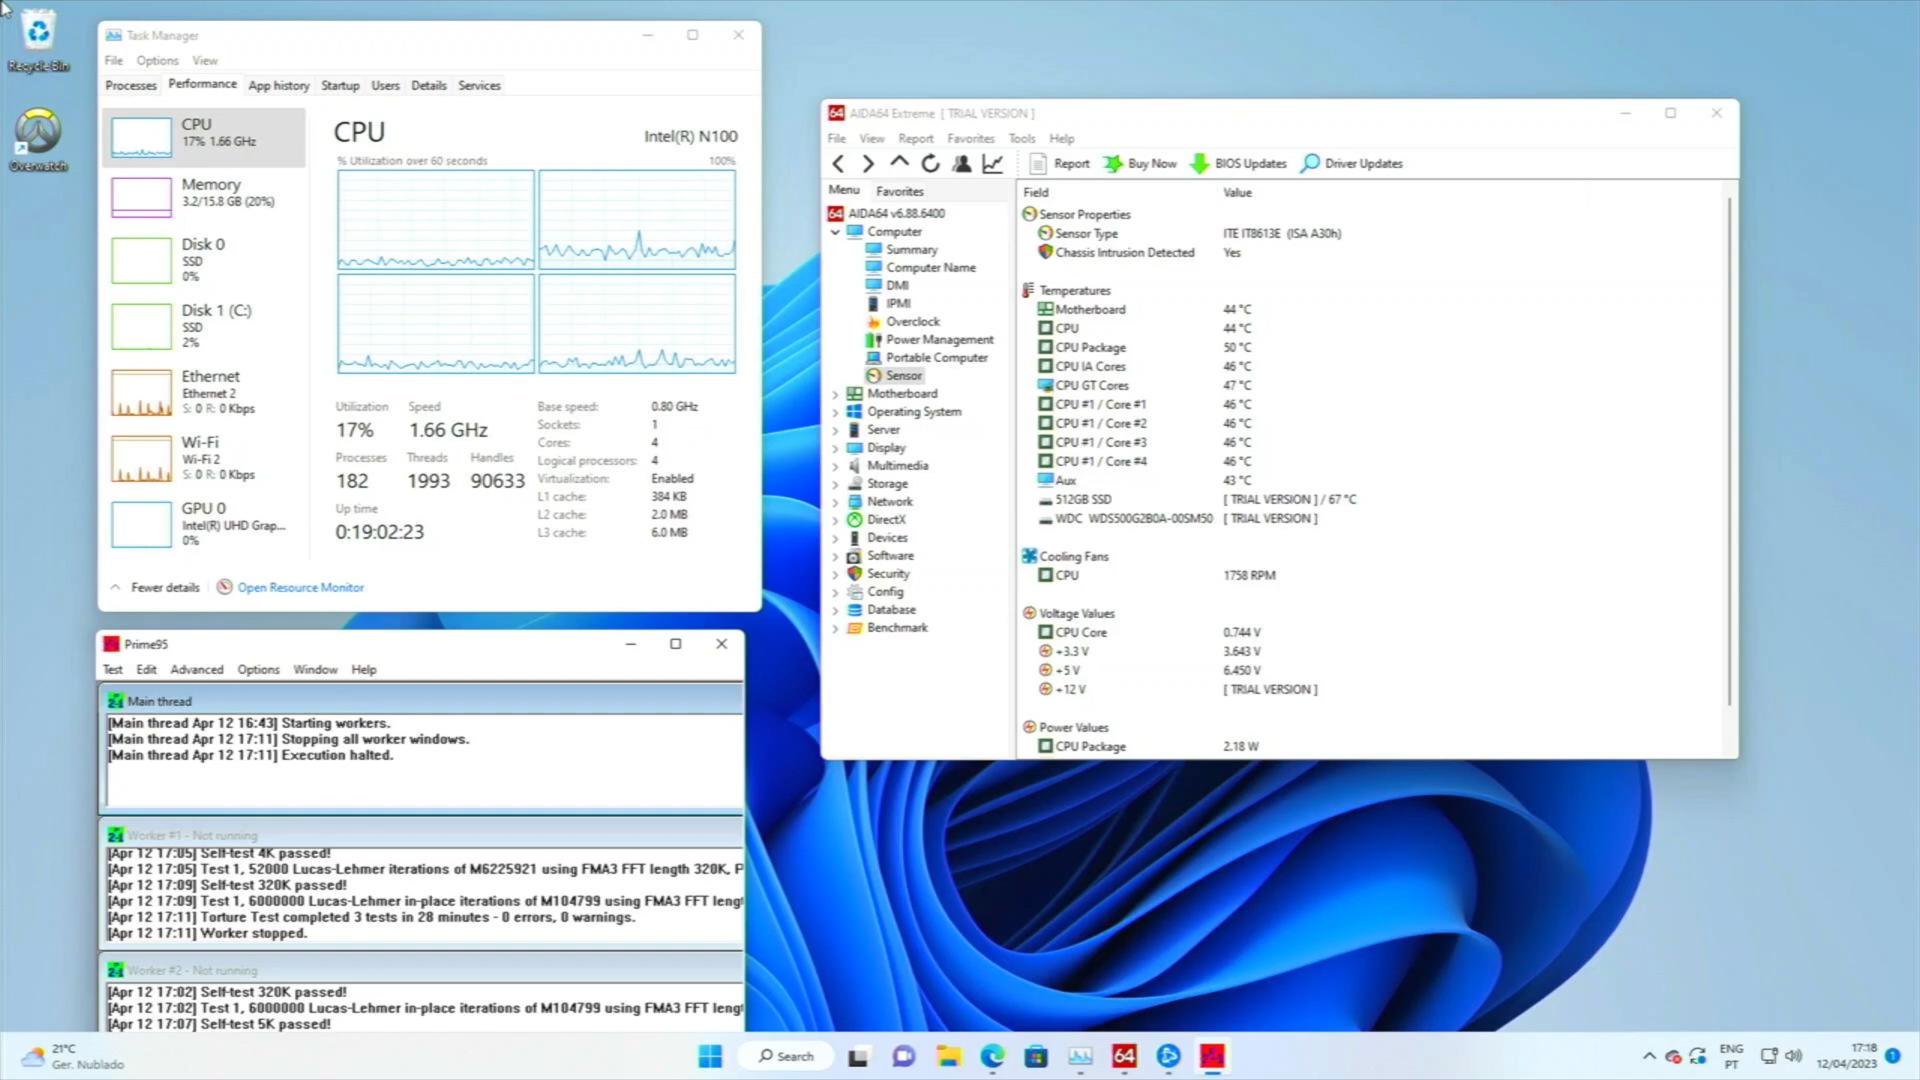 Recycle Bin
Overwatch
Task Manager
File Options View
Processes Performance App history Startup Users Details Services
CPU
17% 1.66 GHz
Memory
3.2/15.8 GB (20%)
Disk 0
SSD
0%
Disk 1 (C:)
SSD
2%
Ethernet
Ethernet 2
S: 0 R: 0 Kbps
Wi-Fi
Wi-Fi 2
S: 0 R: 0 Kbps
GPU 0
Intel(R) UHD Grap...
0%
CPU Intel(R) N100
% Utilization over 60 seconds 100%
Utilization Speed
17% 1.66 GHz
Processes Threads Handles
182 1993 90633
Up time
0:19:02:23
Base speed: 0.80 GHz
Sockets: 1
Cores: 4
Logical processors: 4
Virtualization: Enabled
L1 cache: 384 KB
L2 cache: 2.0 MB
L3 cache: 6.0 MB
Fewer details Open Resource Monitor
64 AIDA64 Extreme [ TRIAL VERSION ]
File View Report Favorites Tools Help
Report Buy Now BIOS Updates Driver Updates
Menu Favorites
64 AIDA64 v6.88.6400
Computer
Summary
Computer Name
DMI
IPMI
Overclock
Power Management
Portable Computer
Sensor
Motherboard
Operating System
Server
Display
Multimedia
Storage
Network
DirectX
Devices
Software
Security
Config
Database
Benchmark
Field Value
Sensor Properties
Sensor Type ITE IT8613E (ISA A30h)
Chassis Intrusion Detected Yes
Temperatures
Motherboard 44 °C
CPU 44 °C
CPU Package 50 °C
CPU IA Cores 46 °C
CPU GT Cores 47 °C
CPU #1 / Core #1 46 °C
CPU #1 / Core #2 46 °C
CPU #1 / Core #3 46 °C
CPU #1 / Core #4 46 °C
Aux 43 °C
512GB SSD [ TRIAL VERSION ] / 67 °C
WDC WDS500G2B0A-00SM50 [ TRIAL VERSION ]
Cooling Fans
CPU 1758 RPM
Voltage Values
CPU Core 0.744 V
+3.3 V 3.643 V
+5 V 6.450 V
+12 V [ TRIAL VERSION ]
Power Values
CPU Package 2.18 W
Prime95
Test Edit Advanced Options Window Help
Main thread
[Main thread Apr 12 16:43] Starting workers.
[Main thread Apr 12 17:11] Stopping all worker windows.
[Main thread Apr 12 17:11] Execution halted.
Worker #1 - Not running
[Apr 12 17:05] Self-test 4K passed!
[Apr 12 17:05] Test 1, 52000 Lucas-Lehmer iterations of M6225921 using FMA3 FFT length 320K, P
[Apr 12 17:09] Self-test 320K passed!
[Apr 12 17:09] Test 1, 6000000 Lucas-Lehmer in-place iterations of M104799 using FMA3 FFT leng
[Apr 12 17:11] Torture Test completed 3 tests in 28 minutes - 0 errors, 0 warnings.
[Apr 12 17:11] Worker stopped.
Worker #2 - Not running
[Apr 12 17:02] Self-test 320K passed!
[Apr 12 17:02] Test 1, 6000000 Lucas-Lehmer in-place iterations of M104799 using FMA3 FFT leng
[Apr 12 17:07] Self-test 5K passed!
21°C
Ger. Nublado
Search
64
ENG
PT
17:18
12/04/2023
1